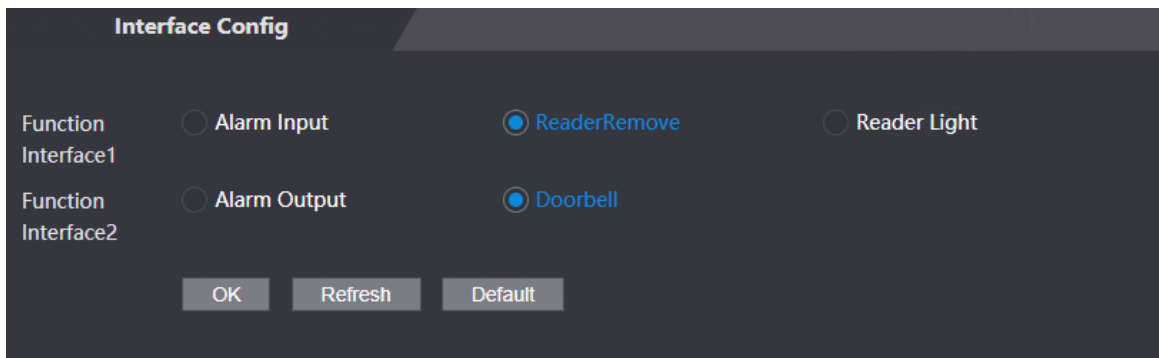 Interface Config
Function Interface1
Alarm Input ReaderRemove Reader Light
Function Interface2
Alarm Output Doorbell
OK Refresh Default